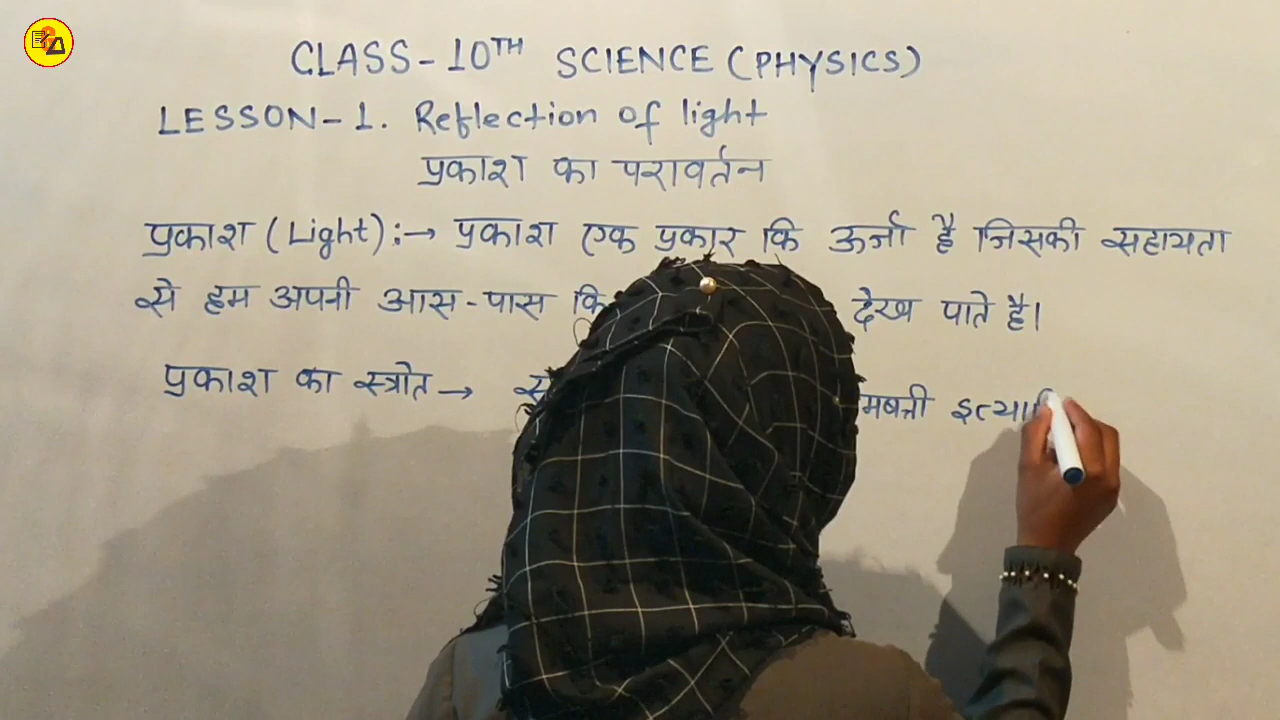 CLASS-10TH SCIENCE (PHYSICS)
LESSON-1. Reflection of light
प्रकाश का परावर्तन
प्रकाश (Light):→ प्रकाश एक प्रकार कि ऊर्जा है जिसकी सहायता
से हम अपनी आस-पास कि देख पाते है।
प्रकाश का स्त्रोत→ इत्या